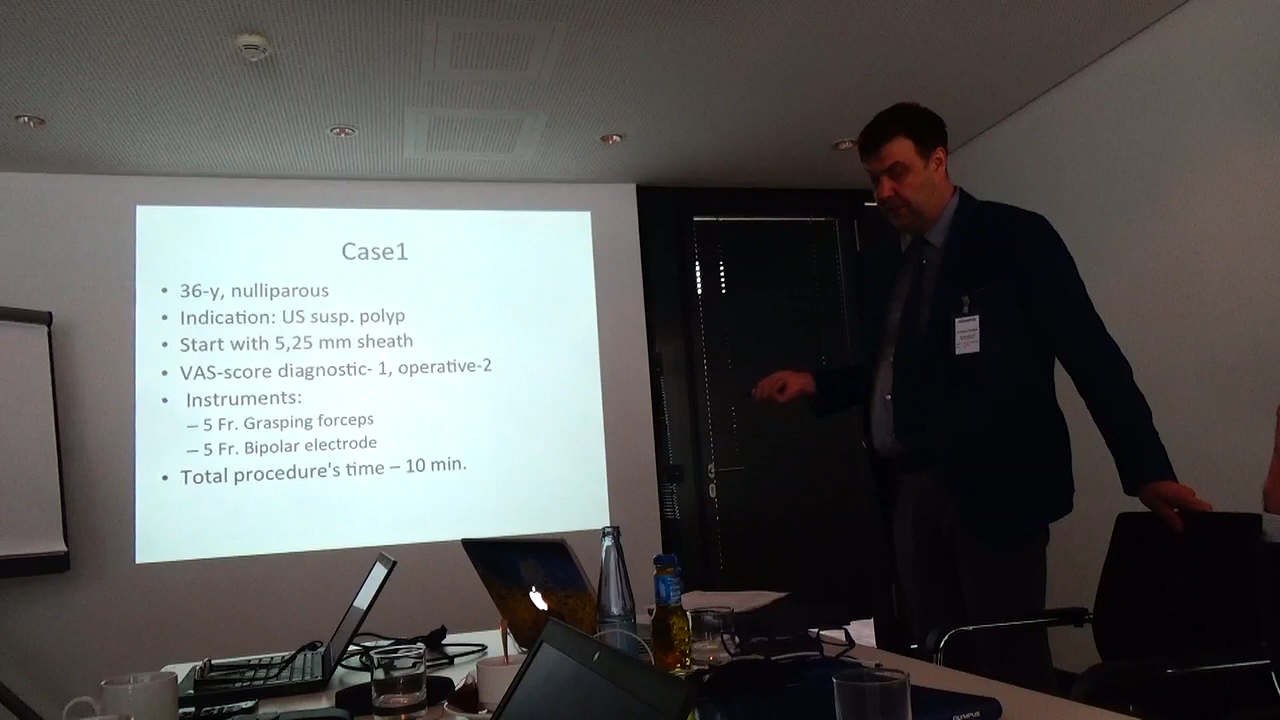 Case1
• 36-y, nulliparous
• Indication: US susp. polyp
• Start with 5,25 mm sheath
• VAS-score diagnostic- 1, operative-2
• Instruments:
– 5 Fr. Grasping forceps
– 5 Fr. Bipolar electrode
• Total procedure's time – 10 min.
OLYMPUS